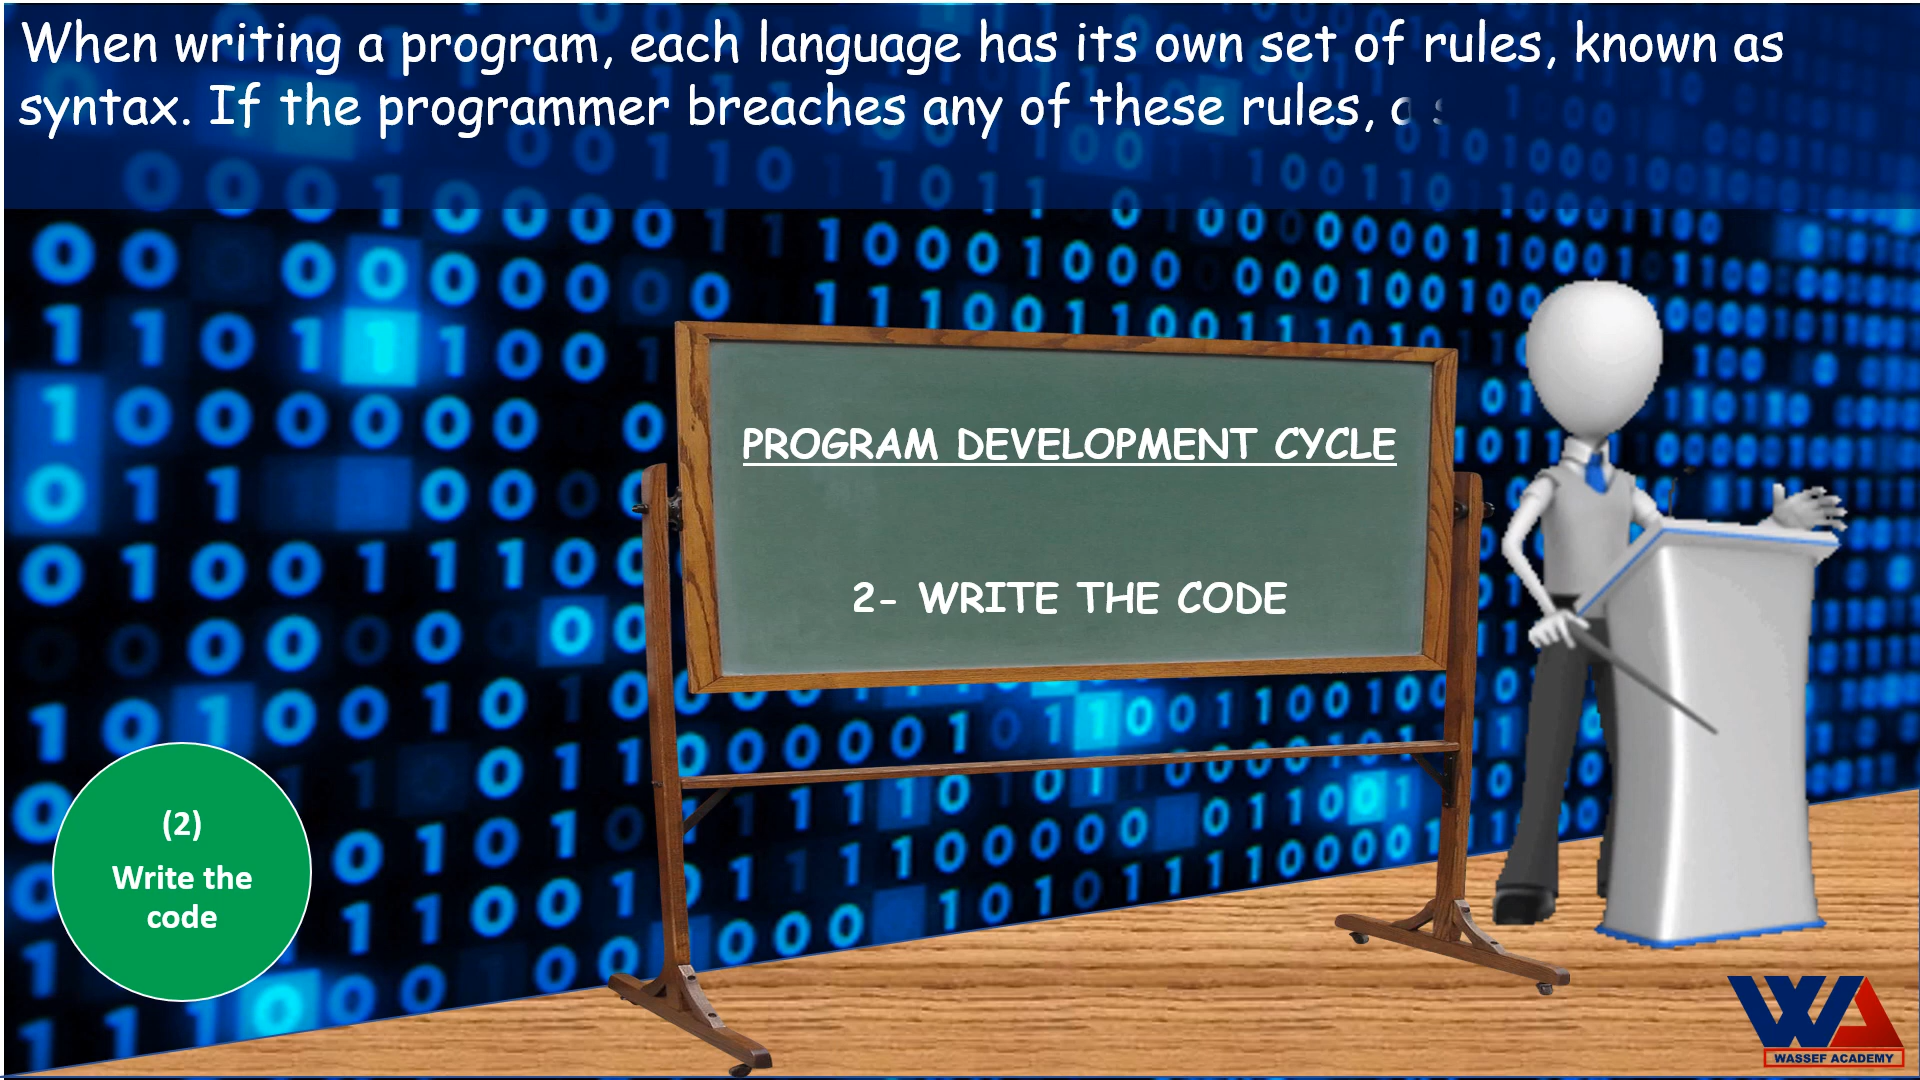 When writing a program, each language has its own set of rules, known as
syntax. If the programmer breaches any of these rules, a
PROGRAM DEVELOPMENT CYCLE
2- WRITE THE CODE
(2)
Write the
code
WA
WASSEF ACADEMY